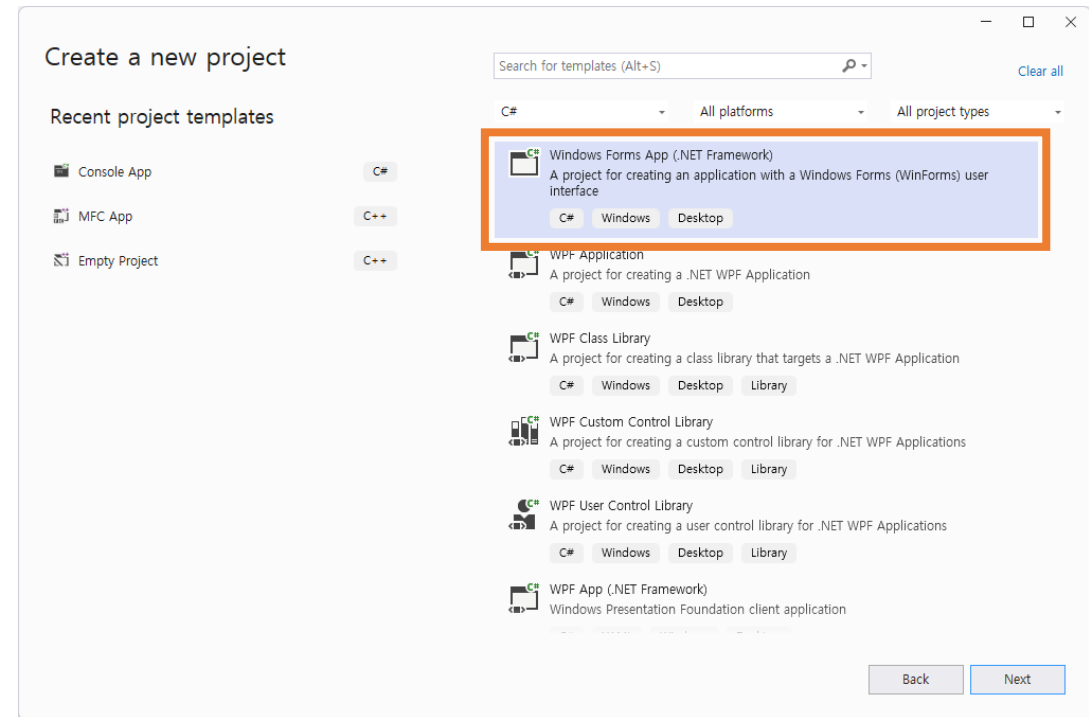 Create a new project
Search for templates (Alt+S)
Clear all
Recent project templates
C#
All platforms
All project types
Console App
C#
MFC App
C++
Empty Project
C++
C#
Windows Forms App (.NET Framework)
A project for creating an application with a Windows Forms (WinForms) user
interface
C# Windows Desktop
C#
WPF Application
A project for creating a .NET WPF Application
C# Windows Desktop
C#
WPF Class Library
A project for creating a class library that targets a .NET WPF Application
C# Windows Desktop Library
C#
WPF Custom Control Library
A project for creating a custom control library for .NET WPF Applications
C# Windows Desktop Library
C#
WPF User Control Library
A project for creating a user control library for .NET WPF Applications
C# Windows Desktop Library
C#
WPF App (.NET Framework)
Windows Presentation Foundation client application
Back
Next